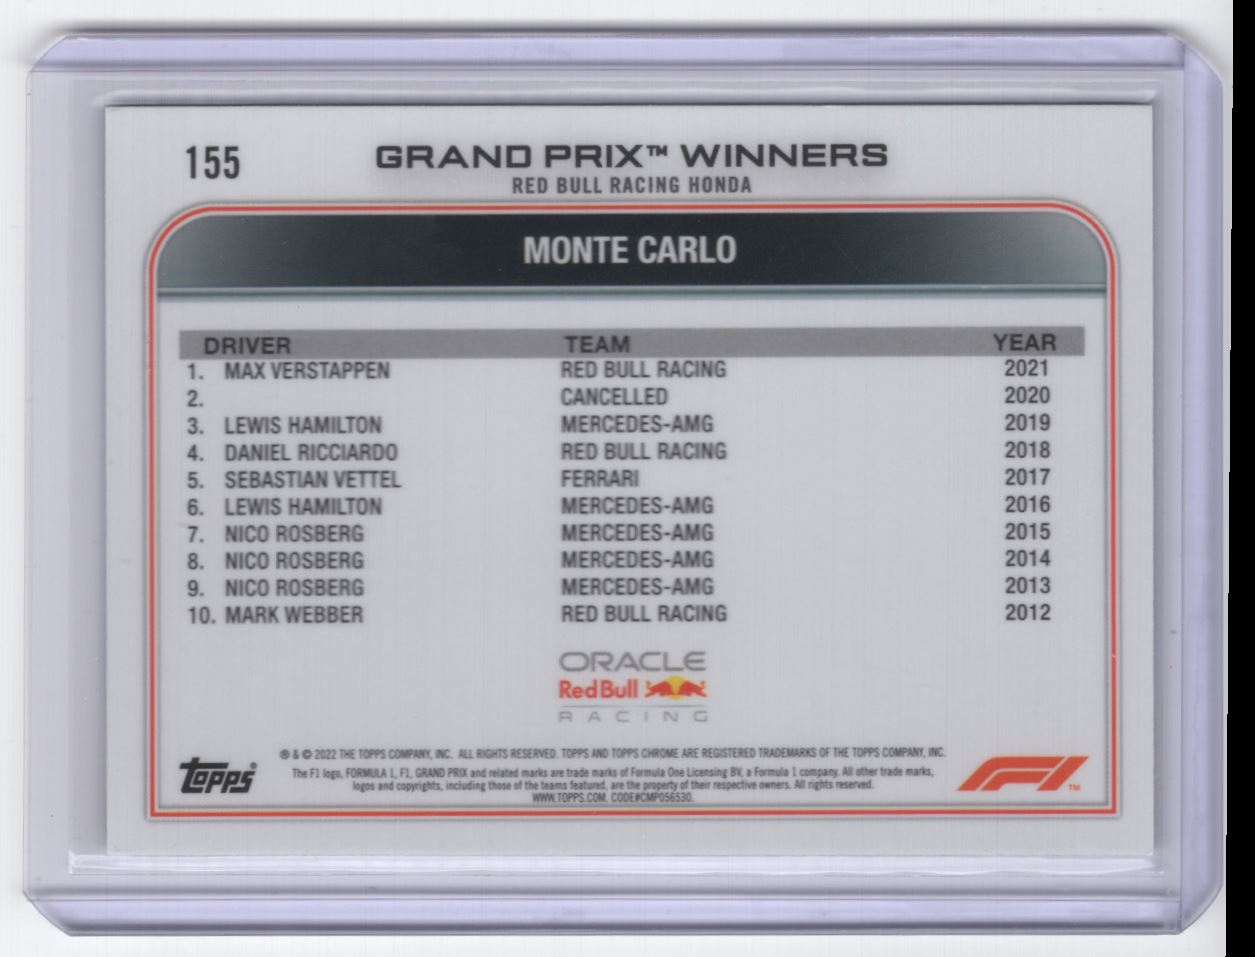 155
GRAND PRIX™ WINNERS
RED BULL RACING HONDA
MONTE CARLO
DRIVER TEAM YEAR
1. MAX VERSTAPPEN RED BULL RACING 2021
2. CANCELLED 2020
3. LEWIS HAMILTON MERCEDES-AMG 2019
4. DANIEL RICCIARDO RED BULL RACING 2018
5. SEBASTIAN VETTEL FERRARI 2017
6. LEWIS HAMILTON MERCEDES-AMG 2016
7. NICO ROSBERG MERCEDES-AMG 2015
8. NICO ROSBERG MERCEDES-AMG 2014
9. NICO ROSBERG MERCEDES-AMG 2013
10. MARK WEBBER RED BULL RACING 2012
ORACLE
Red Bull
RACING
® & © 2022 THE TOPPS COMPANY, INC. ALL RIGHTS RESERVED. TOPPS AND TOPPS CHROME ARE REGISTERED TRADEMARKS OF THE TOPPS COMPANY, INC.
The F1 logo, FORMULA 1, F1, GRAND PRIX and related marks are trade marks of Formula One Licensing BV, a Formula 1 company. All other trade marks,
logos and copyrights, including those of the teams featured, are the property of their respective owners. All rights reserved.
WWW.TOPPS.COM. CODE#CMP056530.
Topps®
F1™